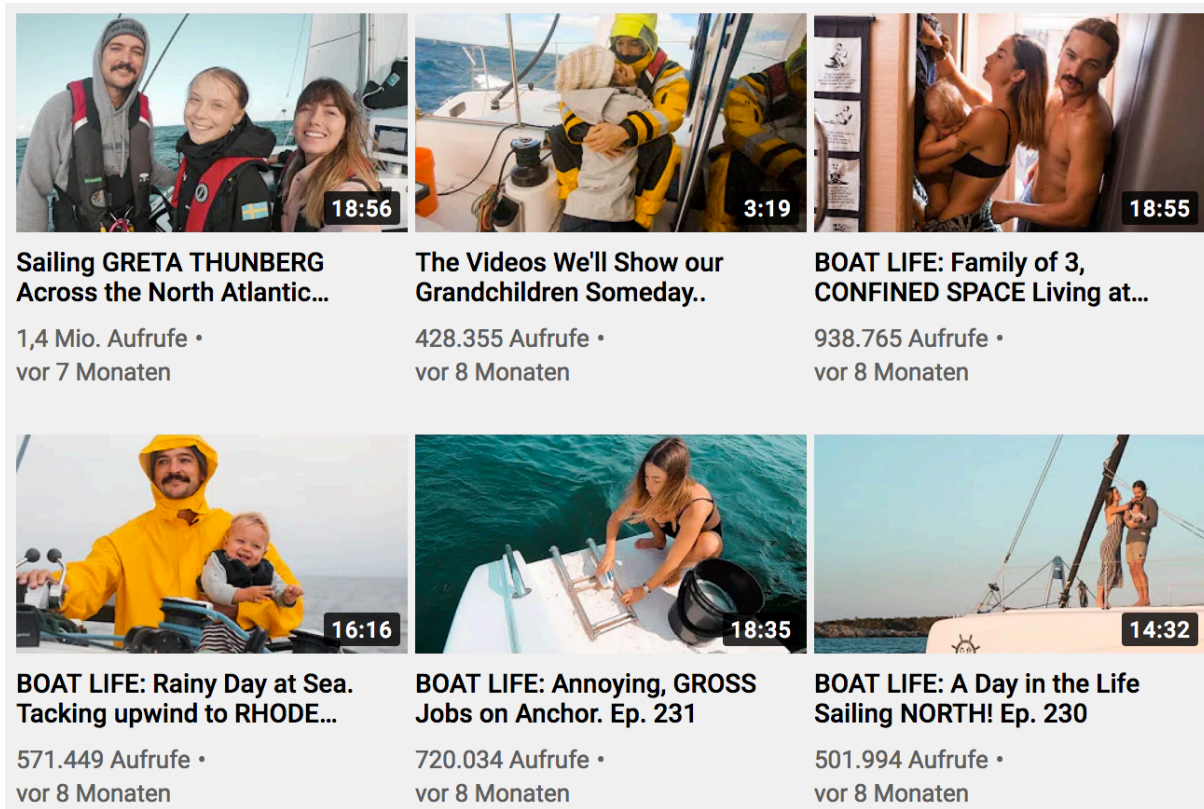 18:56
3:19
18:55
Sailing GRETA THUNBERG
Across the North Atlantic...
1,4 Mio. Aufrufe •
vor 7 Monaten
The Videos We'll Show our
Grandchildren Someday..
428.355 Aufrufe •
vor 8 Monaten
BOAT LIFE: Family of 3,
CONFINED SPACE Living at...
938.765 Aufrufe •
vor 8 Monaten
16:16
18:35
14:32
BOAT LIFE: Rainy Day at Sea.
Tacking upwind to RHODE...
571.449 Aufrufe •
vor 8 Monaten
BOAT LIFE: Annoying, GROSS
Jobs on Anchor. Ep. 231
720.034 Aufrufe •
vor 8 Monaten
BOAT LIFE: A Day in the Life
Sailing NORTH! Ep. 230
501.994 Aufrufe •
vor 8 Monaten